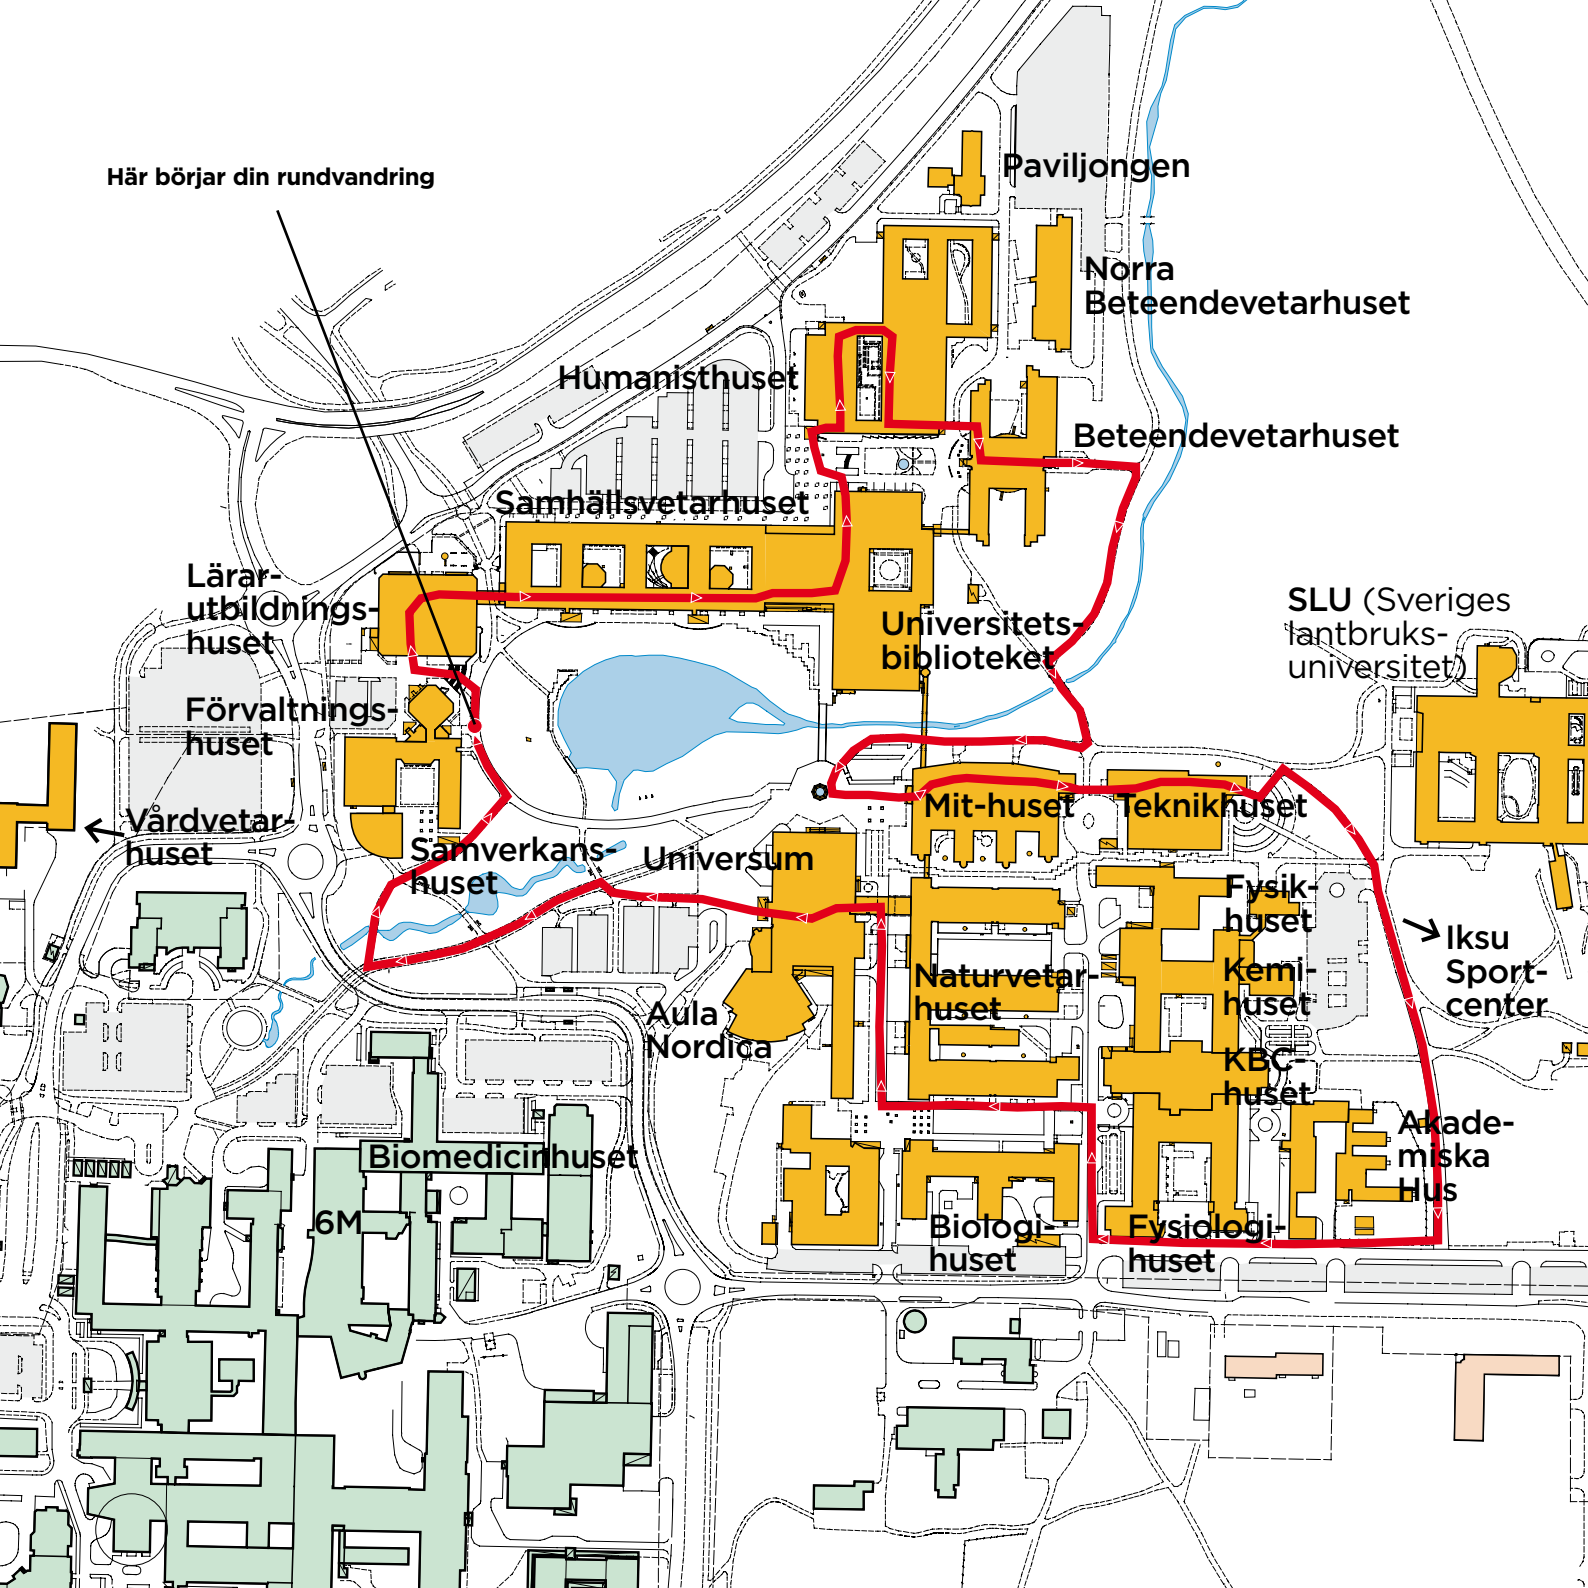 Paviljongen
Här börjar din rundvandring
Norra
Beteendevetarhuset
Humanisthuset
Beteendevetarhuset
Samhällsvetarhuset
Lärar-
utbildnings-
huset
SLU (Sveriges
lantbruks-
universitet)
Universitets-
biblioteket
Förvaltnings-
huset
Vårdvetar-
huset
Mit-huset
Teknikhuset
Samverkans-
huset
Universum
Fysik-
huset
Iksu
Sport-
center
Kemi-
huset
Naturvetar-
huset
Aula
Nordica
KBC-
huset
Akade-
miska
Hus
Biomedicinhuset
6M
Biologi-
huset
Fysiologi-
huset